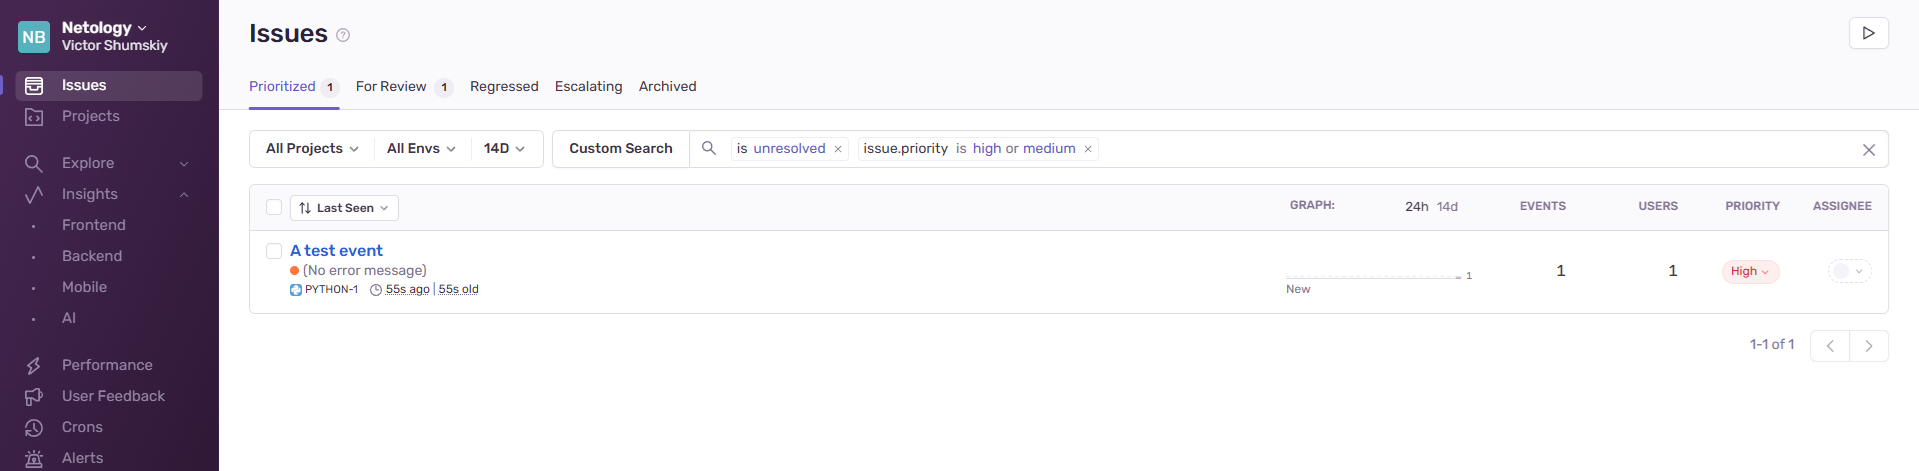 NB
Netology
Victor Shumskiy
Issues
Projects
Explore
Insights
Frontend
Backend
Mobile
AI
Performance
User Feedback
Crons
Alerts
Issues ?
Prioritized 1 For Review 1 Regressed Escalating Archived
All Projects All Envs 14D Custom Search is unresolved × issue.priority is high or medium ×
Last Seen GRAPH: 24h 14d EVENTS USERS PRIORITY ASSIGNEE
A test event
(No error message)
1 1 1 High
PYTHON-1 55s ago | 55s old New
1-1 of 1